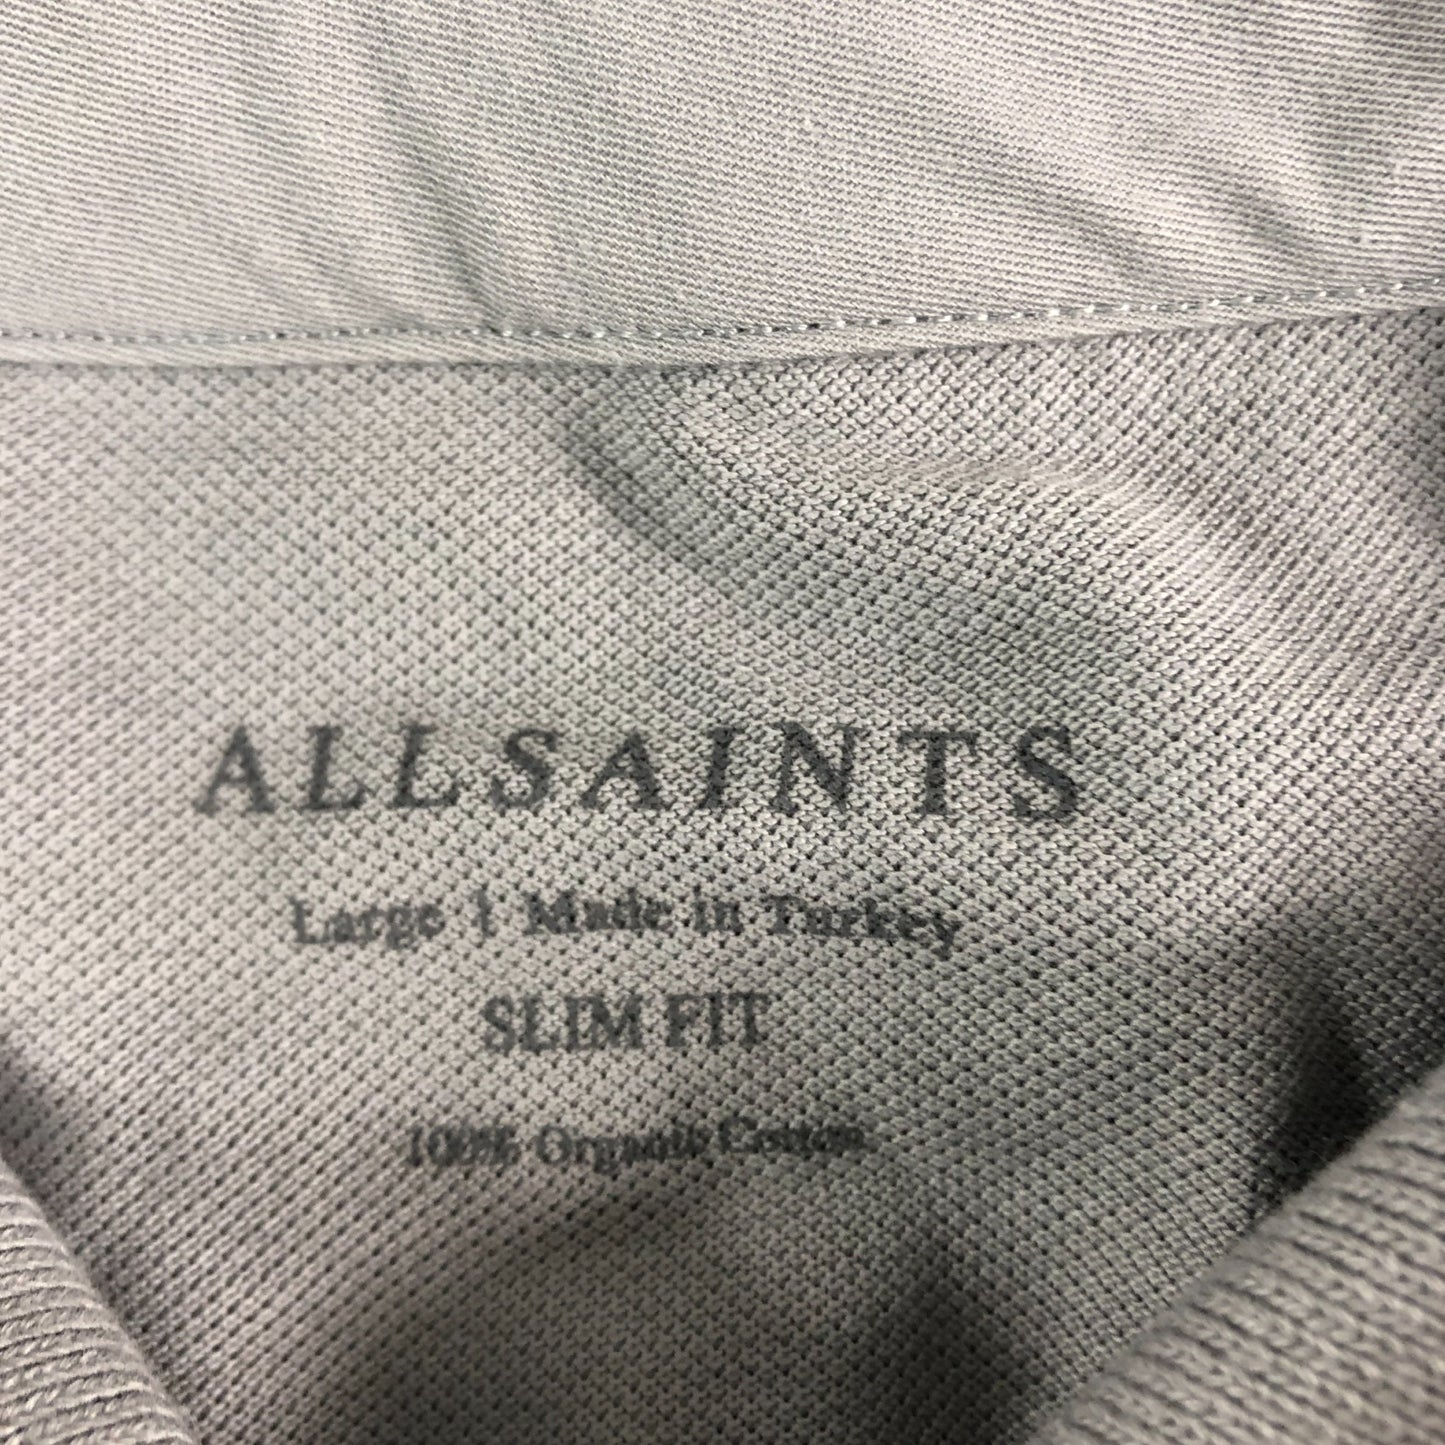 ALLSAINTS
Large | Made in Turkey
SLIM FIT
100% Organic Cotton